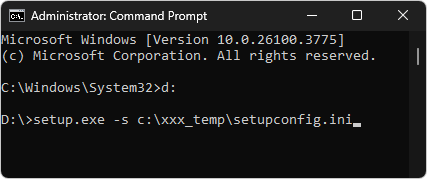 Administrator: Command Prompt
Microsoft Windows [Version 10.0.26100.3775]
(c) Microsoft Corporation. All rights reserved.
C:\Windows\System32>d:
D:\>setup.exe -s c:\xxx_temp\setupconfig.ini